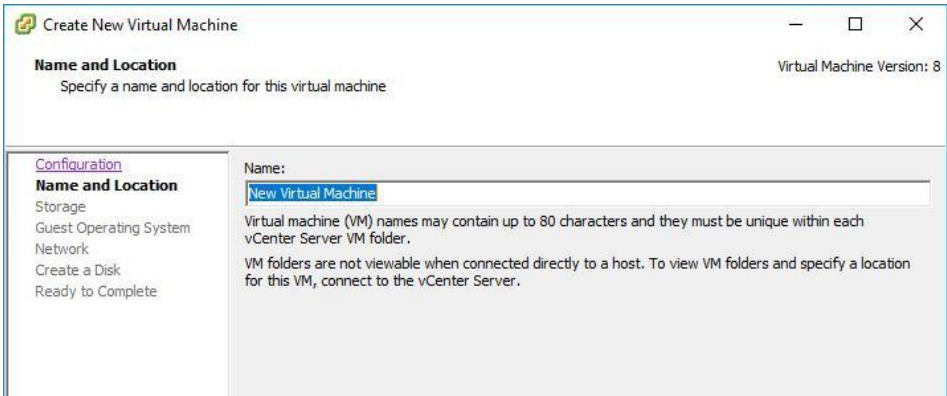 Create New Virtual Machine
Name and Location
Virtual Machine Version: 8
Specify a name and location for this virtual machine
Configuration
Name and Location
Storage
Guest Operating System
Network
Create a Disk
Ready to Complete
Name:
New Virtual Machine
Virtual machine (VM) names may contain up to 80 characters and they must be unique within each
vCenter Server VM folder.
VM folders are not viewable when connected directly to a host. To view VM folders and specify a location
for this VM, connect to the vCenter Server.